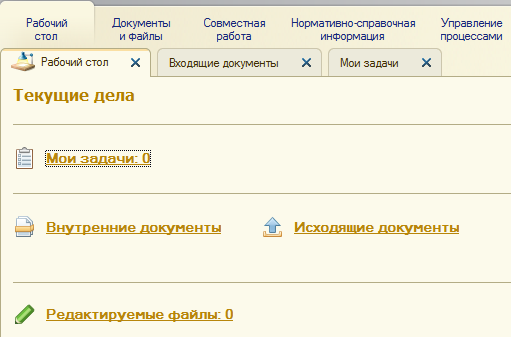 Рабочий стол
Документы и файлы
Совместная работа
Нормативно-справочная информация
Управление процессами
Рабочий стол
Входящие документы
Мои задачи
Текущие дела
Мои задачи: 0
Внутренние документы
Исходящие документы
Редактируемые файлы: 0